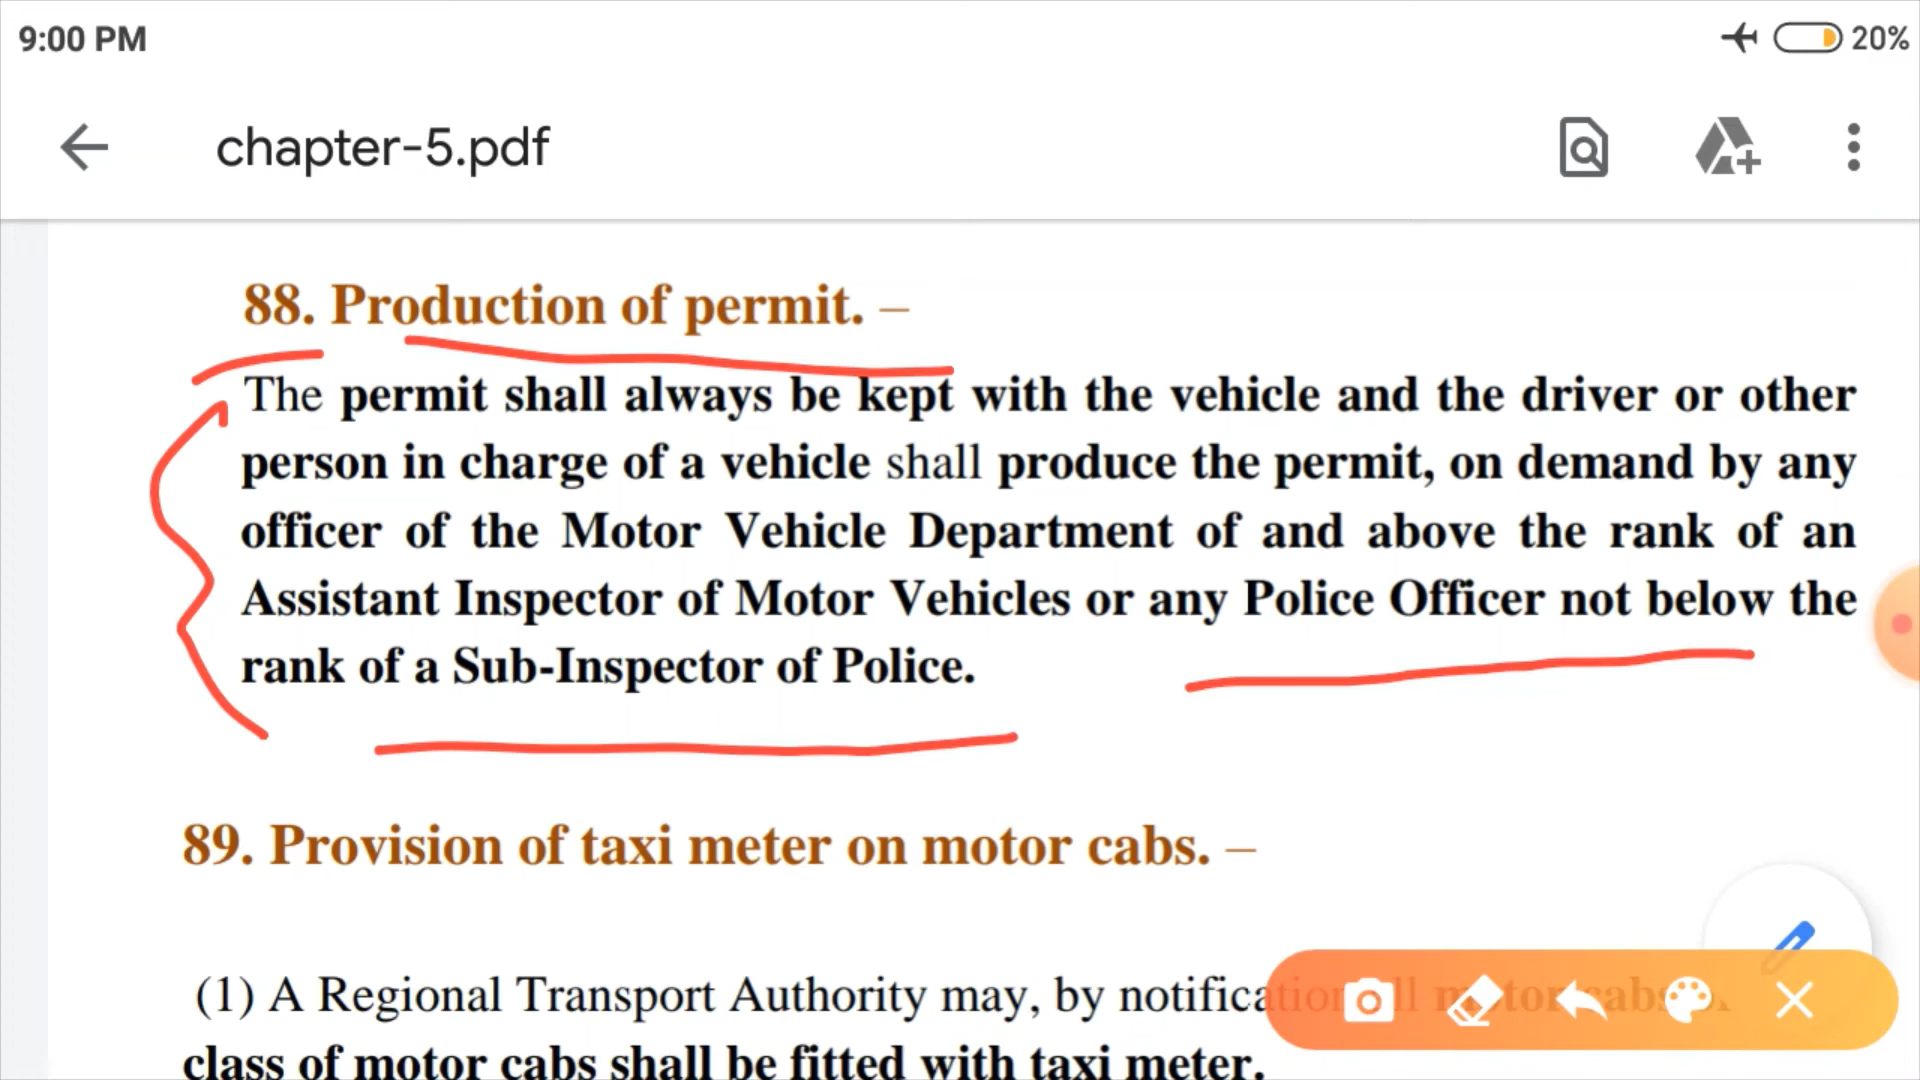 9:00 PM
20%
chapter-5.pdf
88. Production of permit. –
The permit shall always be kept with the vehicle and the driver or other
person in charge of a vehicle shall produce the permit, on demand by any
officer of the Motor Vehicle Department of and above the rank of an
Assistant Inspector of Motor Vehicles or any Police Officer not below the
rank of a Sub-Inspector of Police.
89. Provision of taxi meter on motor cabs. –
(1) A Regional Transport Authority may, by notification all motor cabs
class of motor cabs shall be fitted with taxi meter.